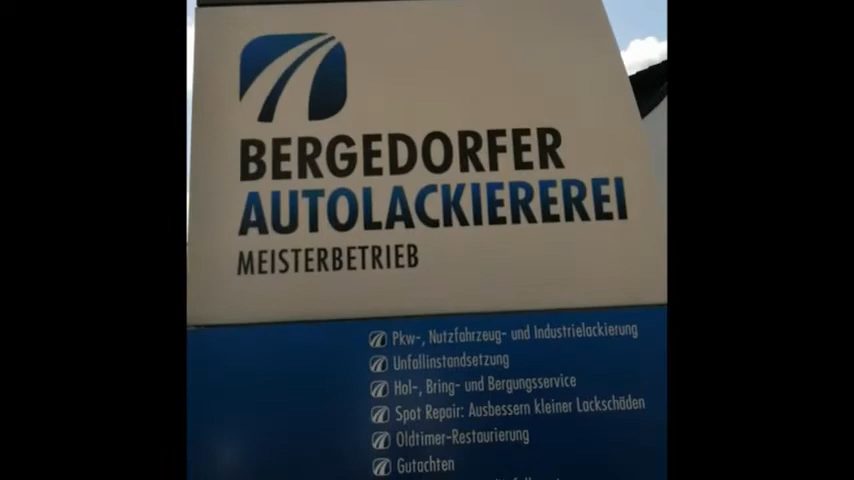 BERGEDORFER
AUTOLACKIEREREI
MEISTERBETRIEB
Pkw-, Nutzfahrzeug- und Industrielackierung
Unfallinstandsetzung
Hol-, Bring- und Bergungsservice
Spot Repair: Ausbessern kleiner Lackschäden
Oldtimer-Restaurierung
Gutachten